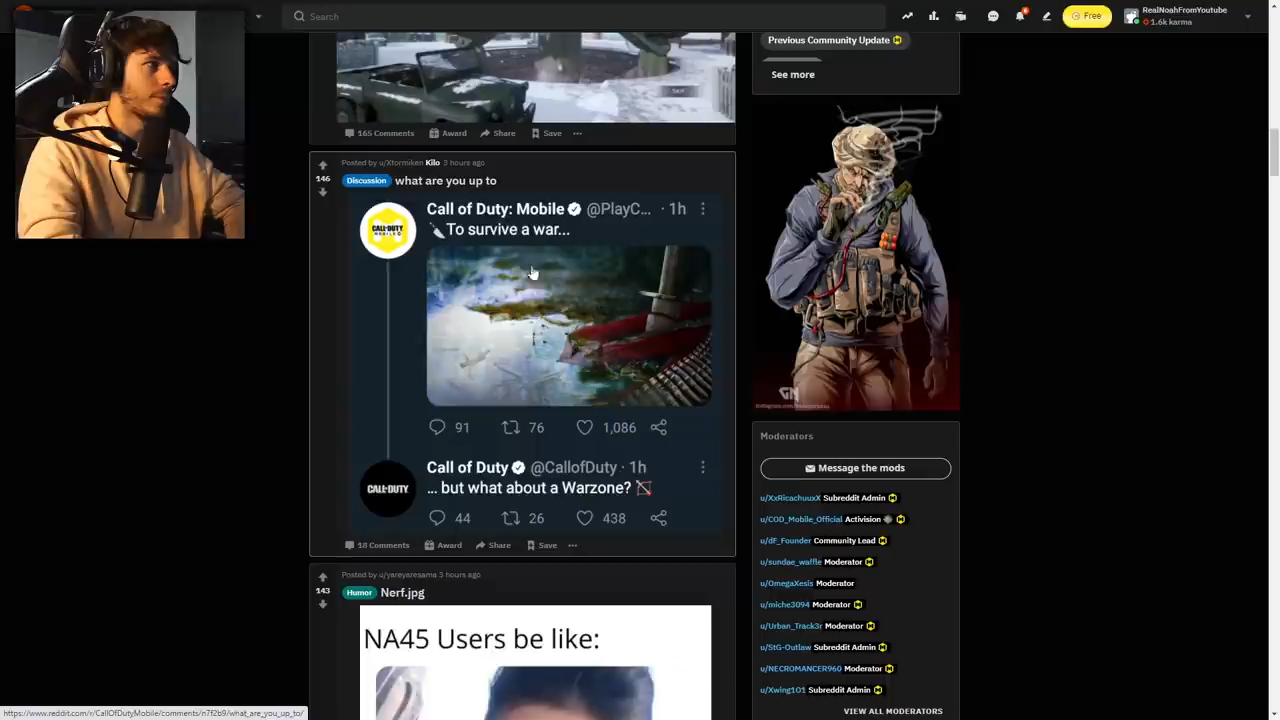 Search
Free
RealNoahFromYoutube
1.6k karma
Previous Community Update
See more
SKIP
165 Comments Award Share Save
Posted by u/Xtormiken Kilo 3 hours ago
146
Discussion what are you up to
Call of Duty: Mobile @PlayC... · 1h
To survive a war...
91 76 1,086
Call of Duty @CallofDuty · 1h
... but what about a Warzone?
CALL·DUTY
44 26 438
18 Comments Award Share Save
Posted by u/yareyaresama 3 hours ago
143
Humor Nerf.jpg
NA45 Users be like:
GN
Moderators
Message the mods
u/XxRicachuuxX Subreddit Admin
u/COD_Mobile_Official Activision
u/dF_Founder Community Lead
u/sundae_waffle Moderator
u/OmegaXesis Moderator
u/miche3094 Moderator
u/Urban_Track3r Moderator
u/StG-Outlaw Subreddit Admin
u/NECROMANCER960 Moderator
u/Xwing101 Subreddit Admin
VIEW ALL MODERATORS
https://www.reddit.com/r/CallOfDutyMobile/comments/n7f2b9/what_are_you_up_to/